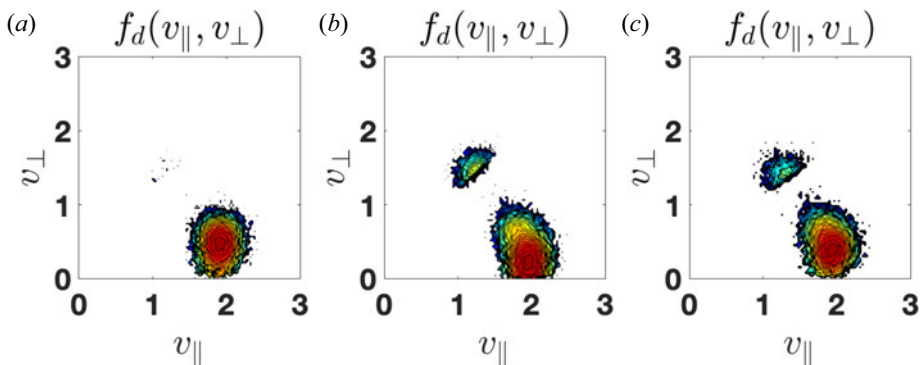 (a) f_d(v_∥, v_⊥) (b) f_d(v_∥, v_⊥) (c) f_d(v_∥, v_⊥)
3 3 3
2 2 2
v_⊥ v_⊥ v_⊥
1 1 1
0 0 0
0 1 2 3 0 1 2 3 0 1 2 3
v_∥ v_∥ v_∥